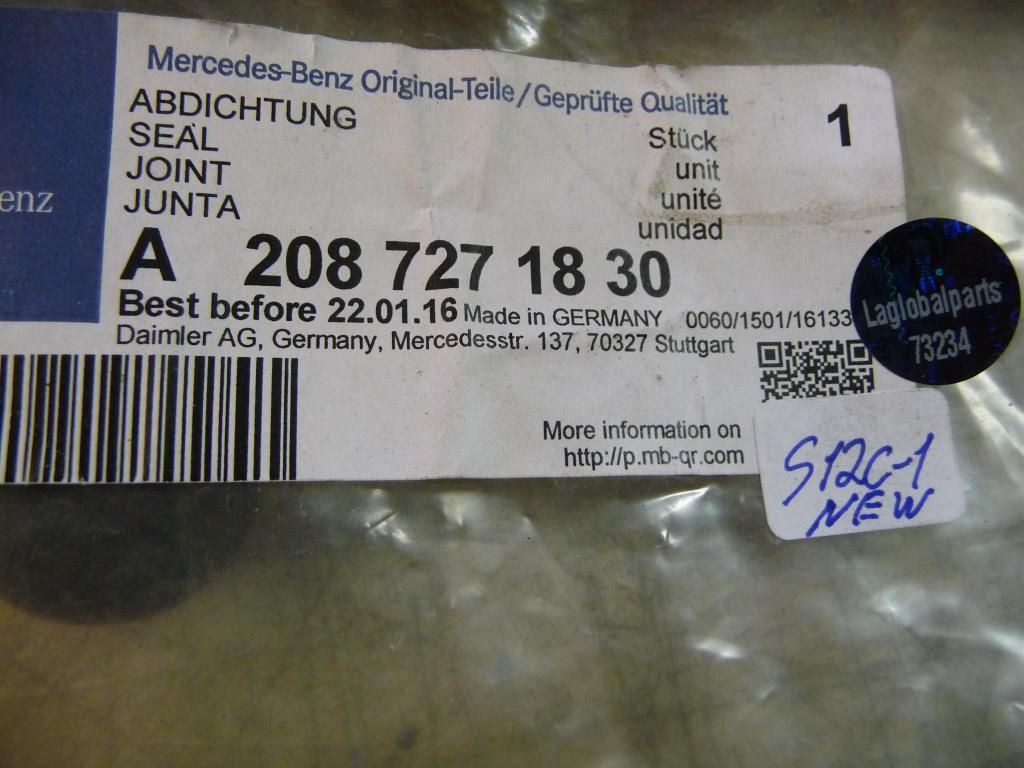 Mercedes-Benz Original-Teile/Geprüfte Qualität
ABDICHTUNG
SEAL
JOINT
JUNTA
Stück
unit
unité
unidad
1
A 208 727 18 30
Best before 22.01.16 Made in GERMANY 0060/1501/16133
Daimler AG, Germany, Mercedesstr. 137, 70327 Stuttgart
More information on
http://p.mb-qr.com
enz
Laglobalparts
73234
S12C-1
NEW